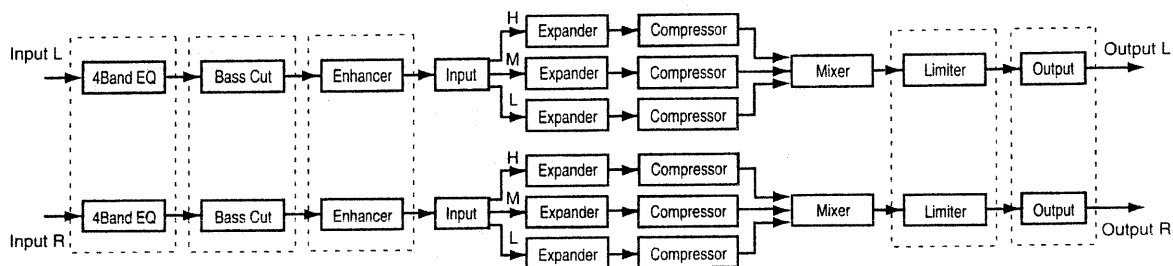 Input L
4Band EQ
Bass Cut
Enhancer
Input
H
Expander
Compressor
M
Expander
Compressor
L
Expander
Compressor
Mixer
Limiter
Output
Output L
Input R
4Band EQ
Bass Cut
Enhancer
Input
H
Expander
Compressor
M
Expander
Compressor
L
Expander
Compressor
Mixer
Limiter
Output
Output R